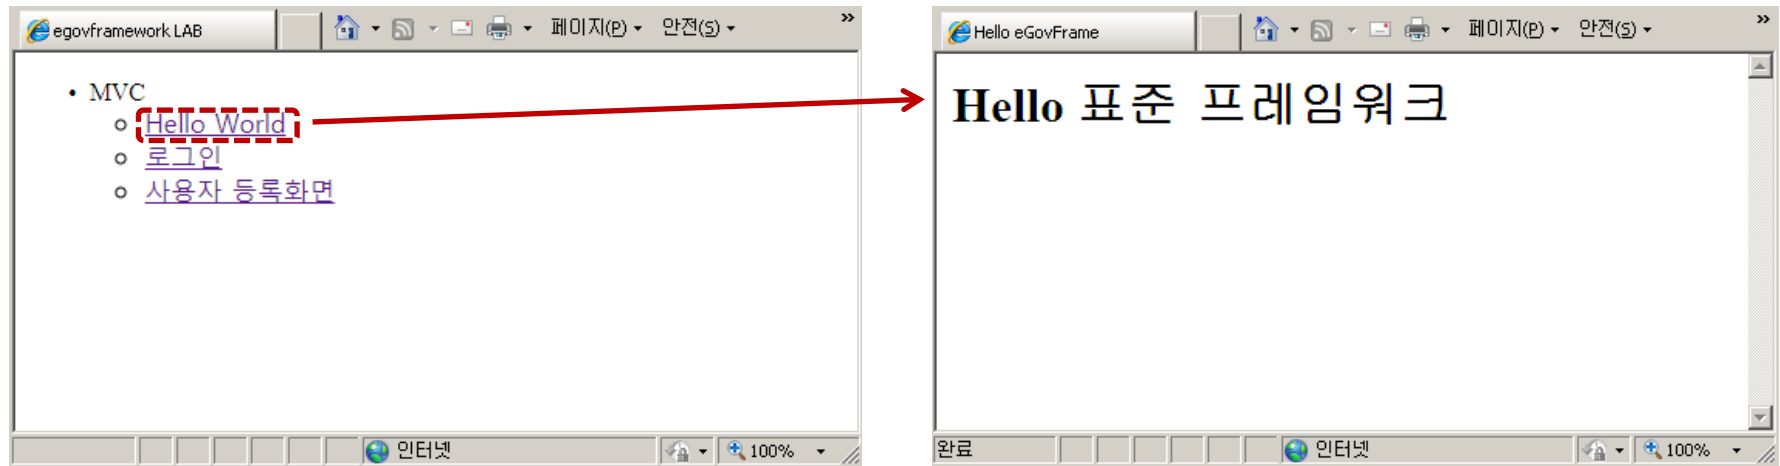 egovframework LAB
페이지(P)
안전(S)
»
• MVC
Hello World
로그인
사용자 등록화면
인터넷
100%
Hello eGovFrame
페이지(P)
안전(S)
»
Hello 표준 프레임워크
완료
인터넷
100%